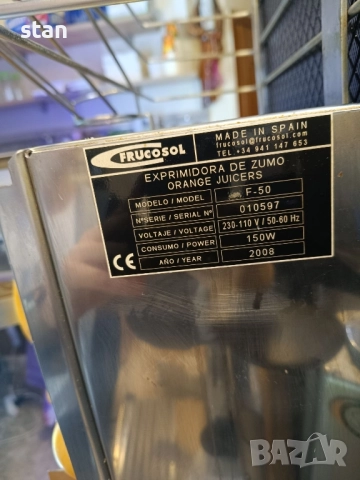 stan
FRUCOSOL
MADE IN SPAIN
frucosol@frucosol.com
TEL +34 941 147 653
EXPRIMIDORA DE ZUMO
ORANGE JUICERS
MODELO / MODEL F-50
NºSERIE / SERIAL Nº 010597
VOLTAJE / VOLTAGE 230-110 V / 50-60 Hz
CONSUMO / POWER 150W
CE AÑO / YEAR 2008
BAZAR.bg